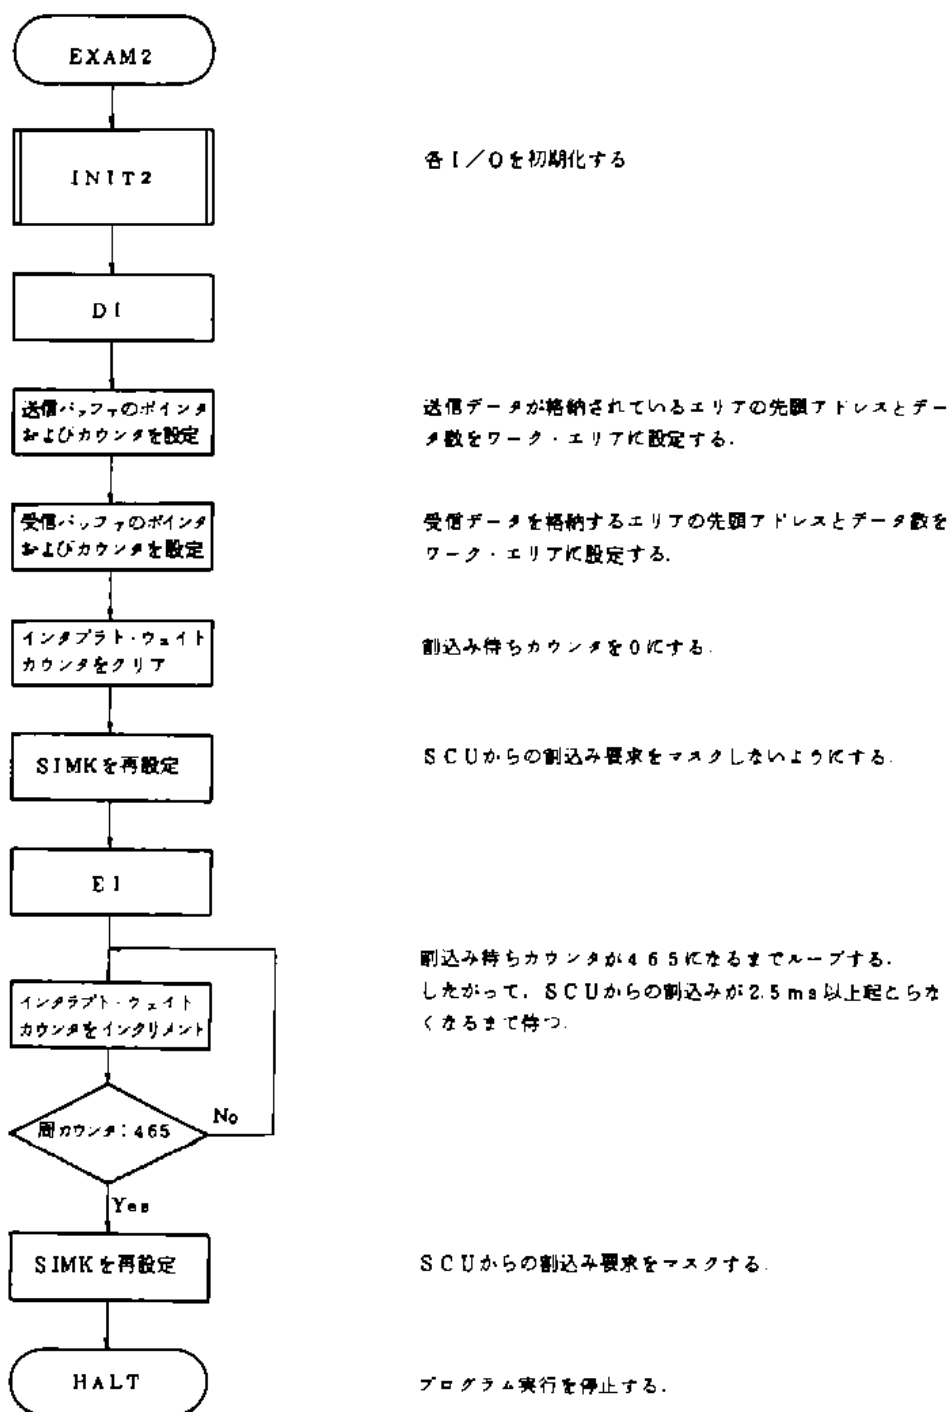 EXAM2
INIT2
各I/Oを初期化する
DI
送信バッファのポインタ
およびカウンタを設定
送信データが格納されているエリアの先頭アドレスとデー
タ数をワーク・エリアに設定する.
受信バッファのポインタ
およびカウンタを設定
受信データを格納するエリアの先頭アドレスとデータ数を
ワーク・エリアに設定する.
インタプラト・ウェイト
カウンタをクリア
割込み待ちカウンタを0にする.
SIMKを再設定
SCUからの割込み要求をマスクしないようにする.
EI
インタラプト・ウェイト
カウンタをインクリメント
割込み待ちカウンタが465になるまでループする.
したがって,SCUからの割込みが2.5ms以上起こらな
くなるまで待つ.
カウンタ:465
No
Yes
SIMKを再設定
SCUからの割込み要求をマスクする.
HALT
プログラム実行を停止する.